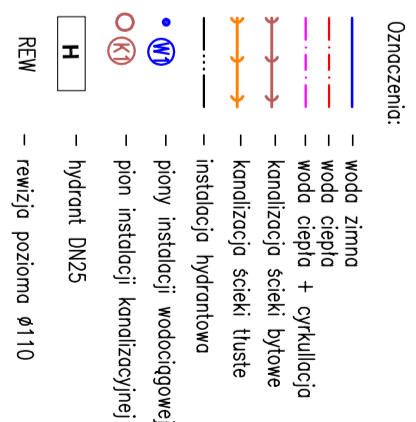 Oznaczenia:
- woda zimna
- woda ciepła
- woda ciepła + cyrkullacja
- kanalizacja ścieki bytowe
- kanalizacja ścieki tłuste
- instalacja hydrantowa
W1 - piony instalacji wodociągowej
K1 - pion instalacji kanalizacyjnej
H - hydrant DN25
REW - rewizja pozioma ø110